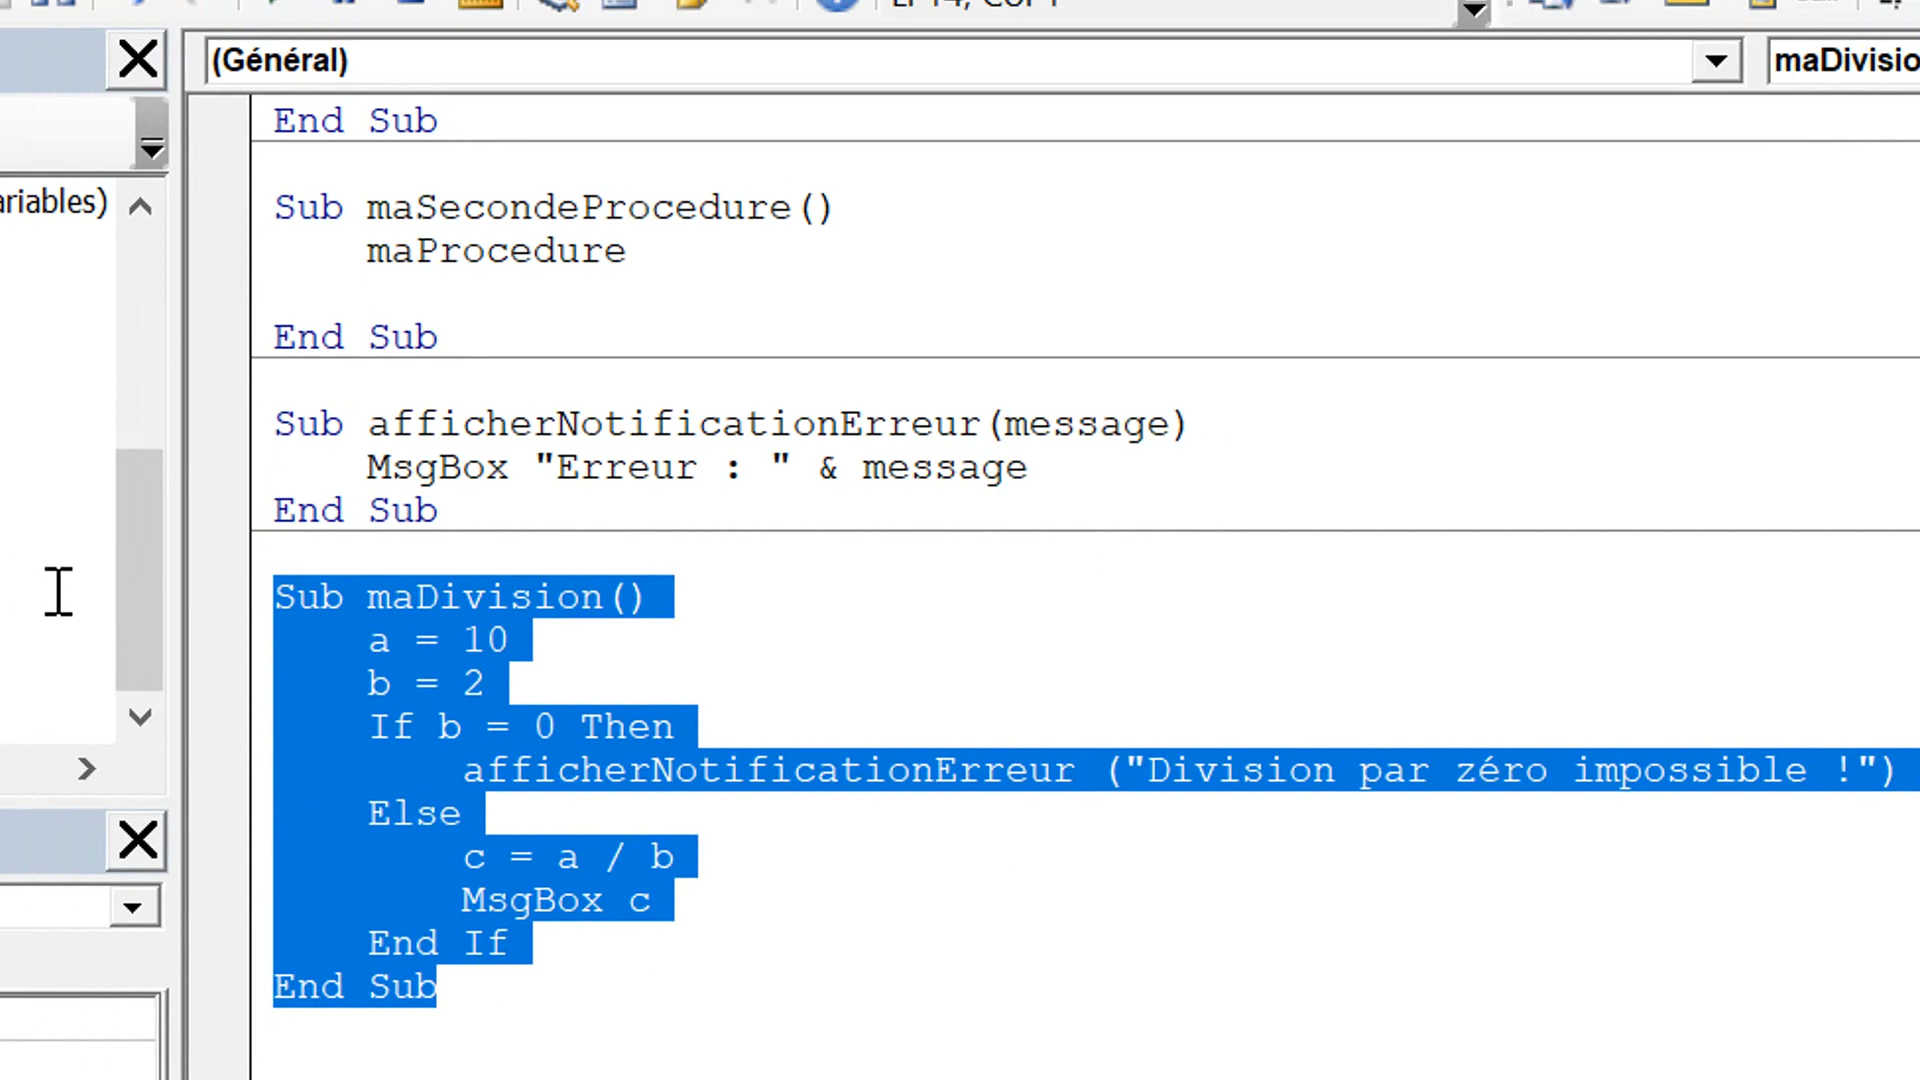 (Général)
maDivisio
ariables)
End Sub
Sub maSecondeProcedure()
maProcedure
End Sub
Sub afficherNotificationErreur(message)
MsgBox "Erreur : " & message
End Sub
Sub maDivision()
a = 10
b = 2
If b = 0 Then
afficherNotificationErreur ("Division par zéro impossible !")
Else
c = a / b
MsgBox c
End If
End Sub